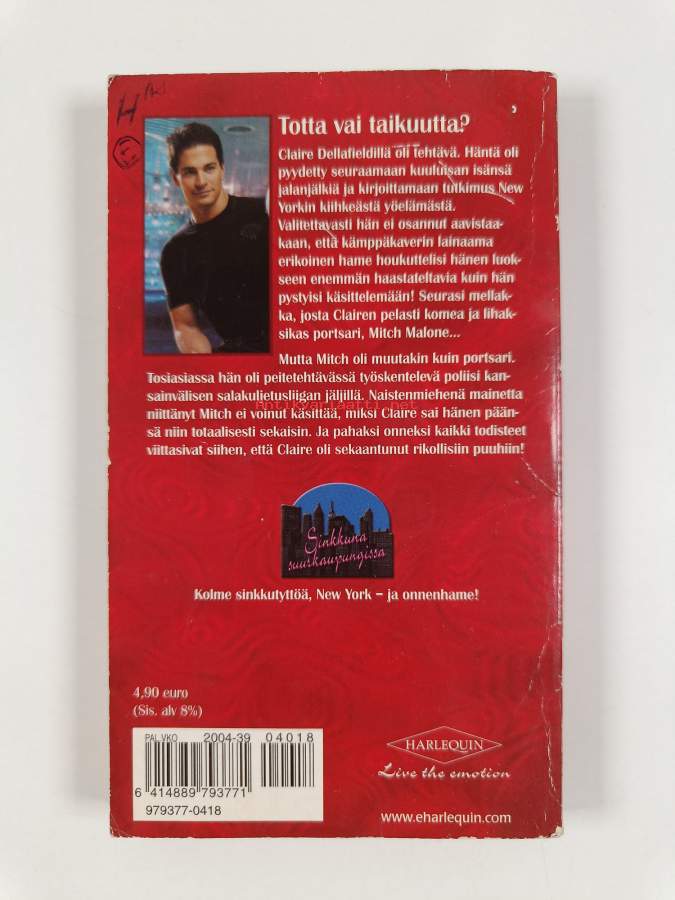 Totta vai taikuutta?
Claire Dellafieldillä oli tehtävä. Häntä oli
pyydetty seuraamaan kuuluisan isänsä
jalanjälkiä ja kirjoittamaan tutkimus New
Yorkin kiihkeästä yöelämästä.
Valitettavasti hän ei osannut aavistaa-
kaan, että kämppäkaverin lainaama
erikoinen hame houkuttelisi hänen luok-
seen enemmän haastateltavia kuin hän
pystyisi käsittelemään! Seurasi mellak-
ka, josta Clairen pelasti komea ja lihak-
sikas portsari, Mitch Malone...
Mutta Mitch oli muutakin kuin portsari.
Tosiasiassa hän oli peitetehtävässä työskentelevä poliisi kan-
sainvälisen salakuljetusliigan jäljillä. Naistenmiehenä mainetta
niittänyt Mitch ei voinut käsittää, miksi Claire sai hänen pään-
sä niin totaalisesti sekaisin. Ja pahaksi onneksi kaikki todisteet
viittasivat siihen, että Claire oli sekaantunut rikollisiin puuhiin!
Antikvariaatti.net
Sinkkuna
suurkaupungissa
Kolme sinkkutyttöä, New York – ja onnenhame!
4,90 euro
(Sis. alv 8%)
PAL.VKO 2004-39 04018
6 414889 793771
979377-0418
HARLEQUIN
Live the emotion
www.eharlequin.com